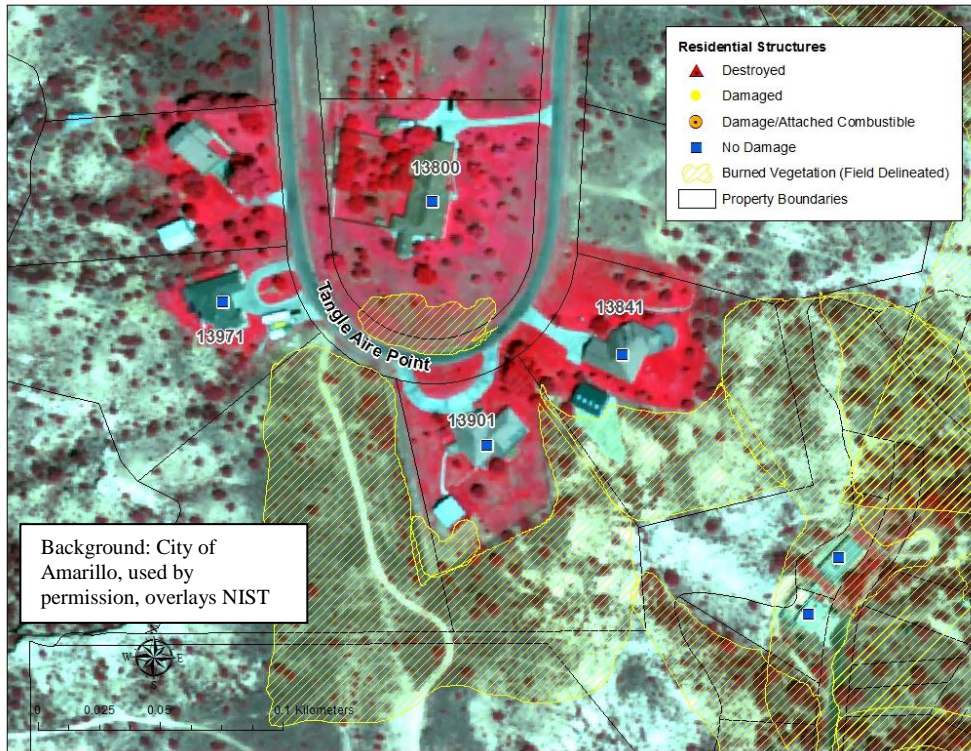 Residential Structures
Destroyed
Damaged
Damage/Attached Combustible
No Damage
Burned Vegetation (Field Delineated)
Property Boundaries
13800
13841
13971
Tangle Aire Point
13901
Background: City of
Amarillo, used by
permission, overlays NIST
N
W E
S
0 0.025 0.05 0.1 Kilometers